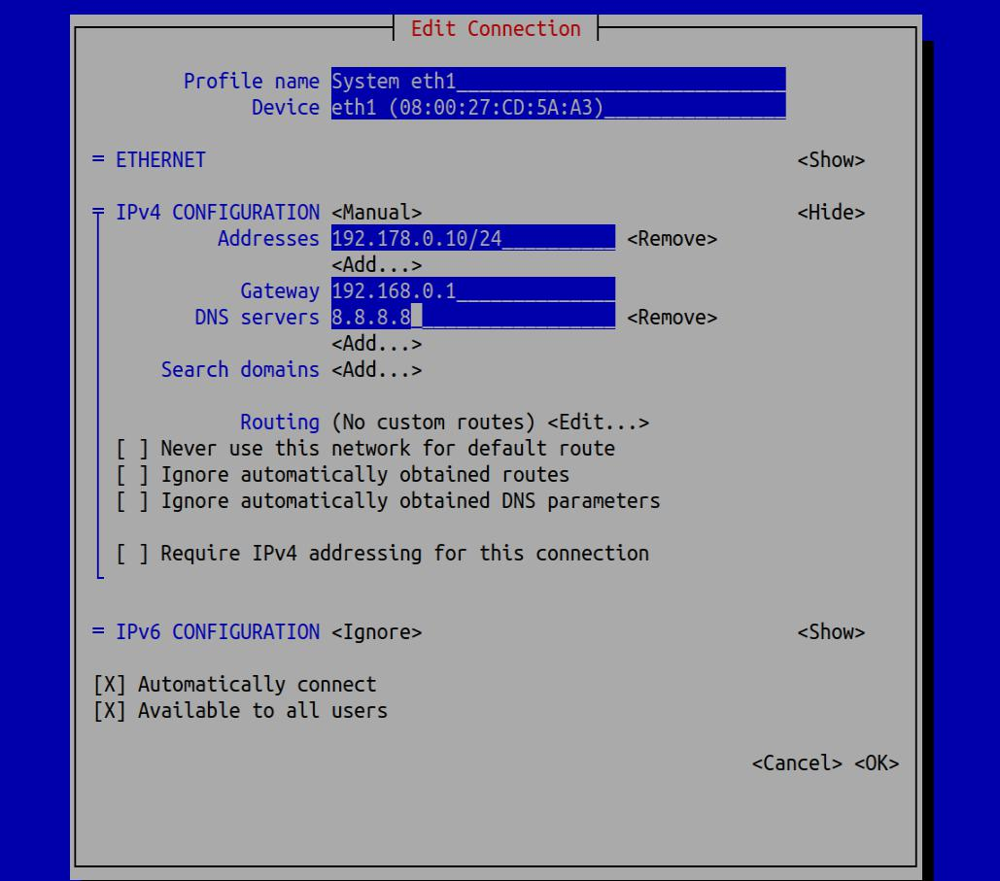 Edit Connection
Profile name System eth1
Device eth1 (08:00:27:CD:5A:A3)
= ETHERNET <Show>
IPv4 CONFIGURATION <Manual> <Hide>
Addresses 192.178.0.10/24 <Remove>
<Add...>
Gateway 192.168.0.1
DNS servers 8.8.8.8 <Remove>
<Add...>
Search domains <Add...>
Routing (No custom routes) <Edit...>
[ ] Never use this network for default route
[ ] Ignore automatically obtained routes
[ ] Ignore automatically obtained DNS parameters
[ ] Require IPv4 addressing for this connection
= IPv6 CONFIGURATION <Ignore> <Show>
[X] Automatically connect
[X] Available to all users
<Cancel> <OK>